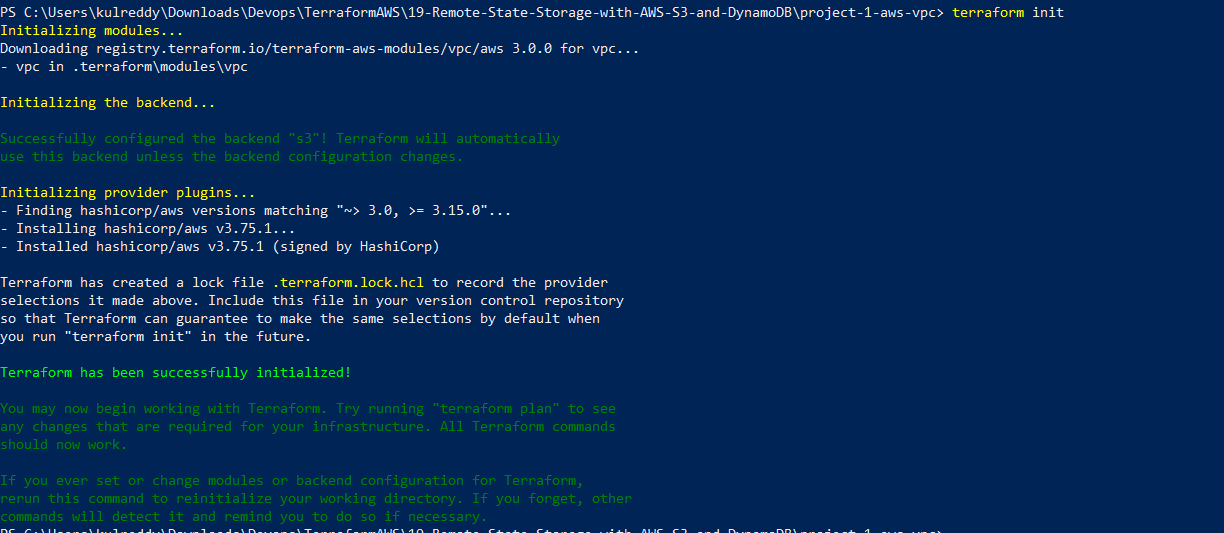 PS C:\Users\kulreddy\Downloads\Devops\TerraformAWS\19-Remote-State-Storage-with-AWS-S3-and-DynamoDB\project-1-aws-vpc> terraform init
Initializing modules...
Downloading registry.terraform.io/terraform-aws-modules/vpc/aws 3.0.0 for vpc...
- vpc in .terraform\modules\vpc
Initializing the backend...
Successfully configured the backend "s3"! Terraform will automatically
use this backend unless the backend configuration changes.
Initializing provider plugins...
- Finding hashicorp/aws versions matching "~> 3.0, >= 3.15.0"...
- Installing hashicorp/aws v3.75.1...
- Installed hashicorp/aws v3.75.1 (signed by HashiCorp)
Terraform has created a lock file .terraform.lock.hcl to record the provider
selections it made above. Include this file in your version control repository
so that Terraform can guarantee to make the same selections by default when
you run "terraform init" in the future.
Terraform has been successfully initialized!
You may now begin working with Terraform. Try running "terraform plan" to see
any changes that are required for your infrastructure. All Terraform commands
should now work.
If you ever set or change modules or backend configuration for Terraform,
rerun this command to reinitialize your working directory. If you forget, other
commands will detect it and remind you to do so if necessary.
PS C:\Users\kulreddy\Downloads\Devops\TerraformAWS\19-Remote-State-Storage-with-AWS-S3-and-DynamoDB\project-1-aws-vpc>